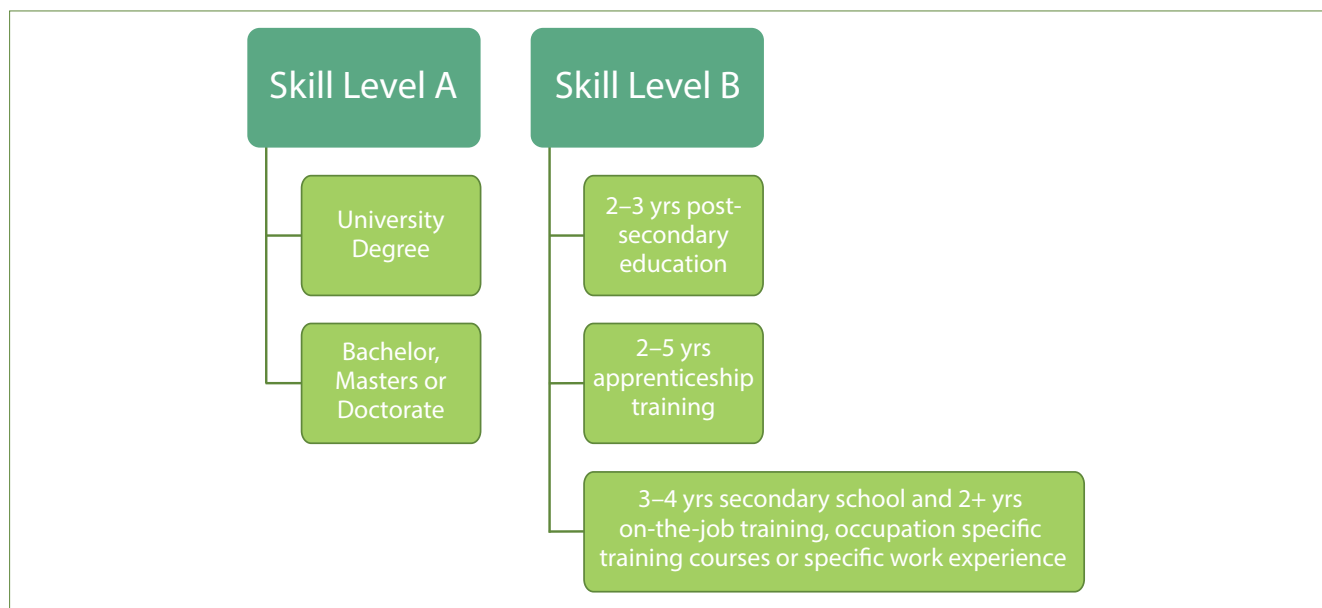 Skill Level A
University
Degree
Bachelor,
Masters or
Doctorate
Skill Level B
2–3 yrs post-
secondary
education
2–5 yrs
apprenticeship
training
3–4 yrs secondary school and 2+ yrs
on-the-job training, occupation specific
training courses or specific work experience